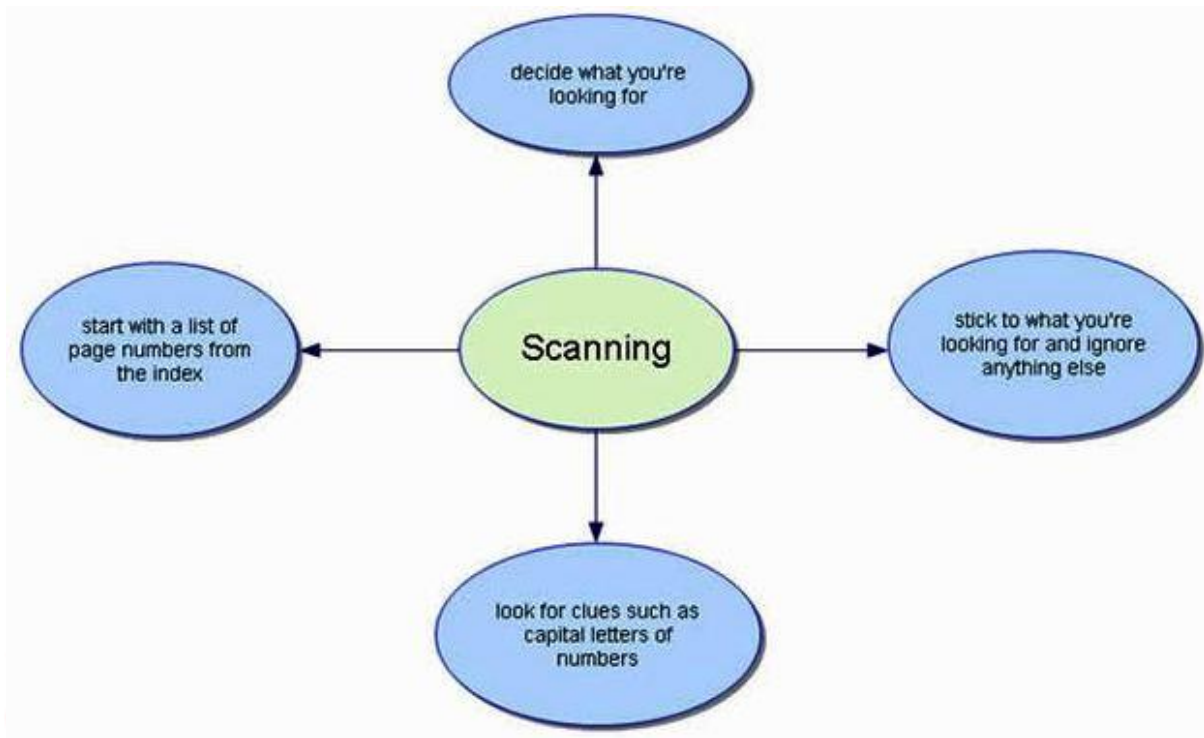 decide what you're
looking for
start with a list of
page numbers from
the index
Scanning
stick to what you're
looking for and ignore
anything else
look for clues such as
capital letters of
numbers